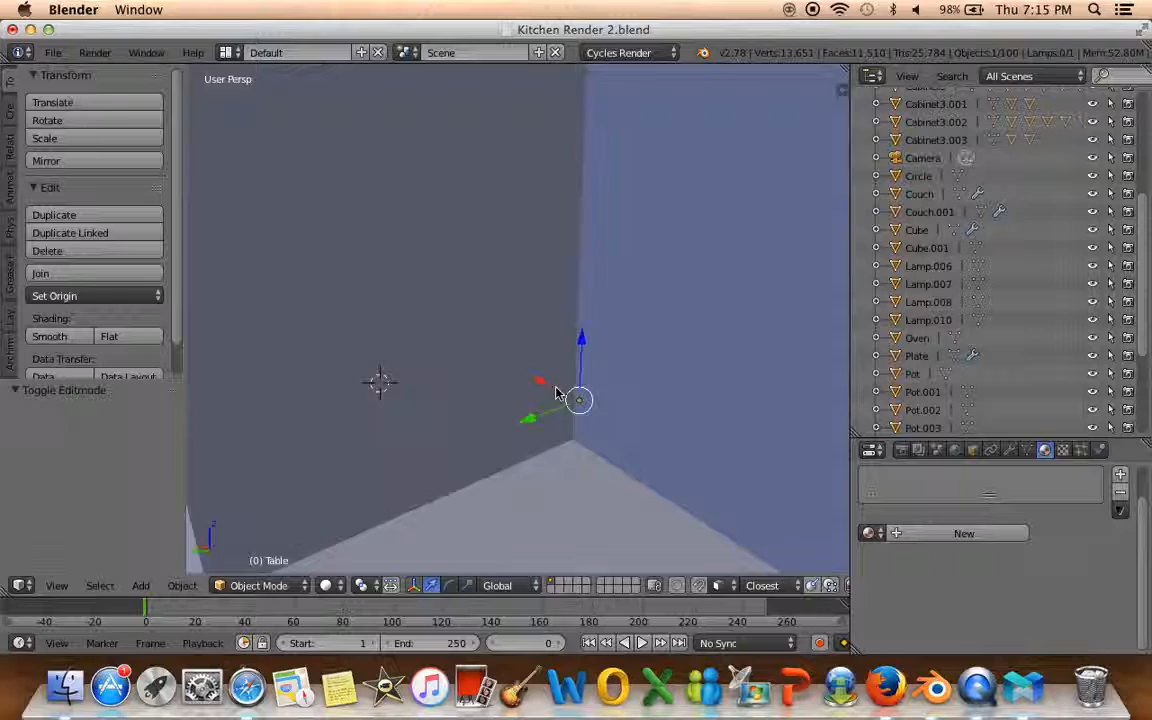 Blender Window 98% Thu 7:15 PM
Kitchen Render 2.blend
File Render Window Help Default Scene Cycles Render v2.78 | Verts:13,651 | Faces:11,510 | Tris:25,784 | Objects:1/100 | Lamps:0/1 | Mem:52.80M
Transform
Translate
Rotate
Scale
Mirror
Edit
Duplicate
Duplicate Linked
Delete
Join
Set Origin
Shading:
Smooth Flat
Data Transfer:
Data Data Layout
Toggle Editmode
User Persp
(0) Table
View Search All Scenes
Cabinet3.001
Cabinet3.002
Cabinet3.003
Camera
Circle
Couch
Couch.001
Cube
Cube.001
Lamp.006
Lamp.007
Lamp.008
Lamp.010
Oven
Plate
Pot
Pot.001
Pot.002
Pot.003
New
View Select Add Object Object Mode Global Closest
-40 -20 0 20 40 60 80 100 120 140 160 180 200 220 240 260
View Marker Frame Playback Start: 1 End: 250 0 No Sync